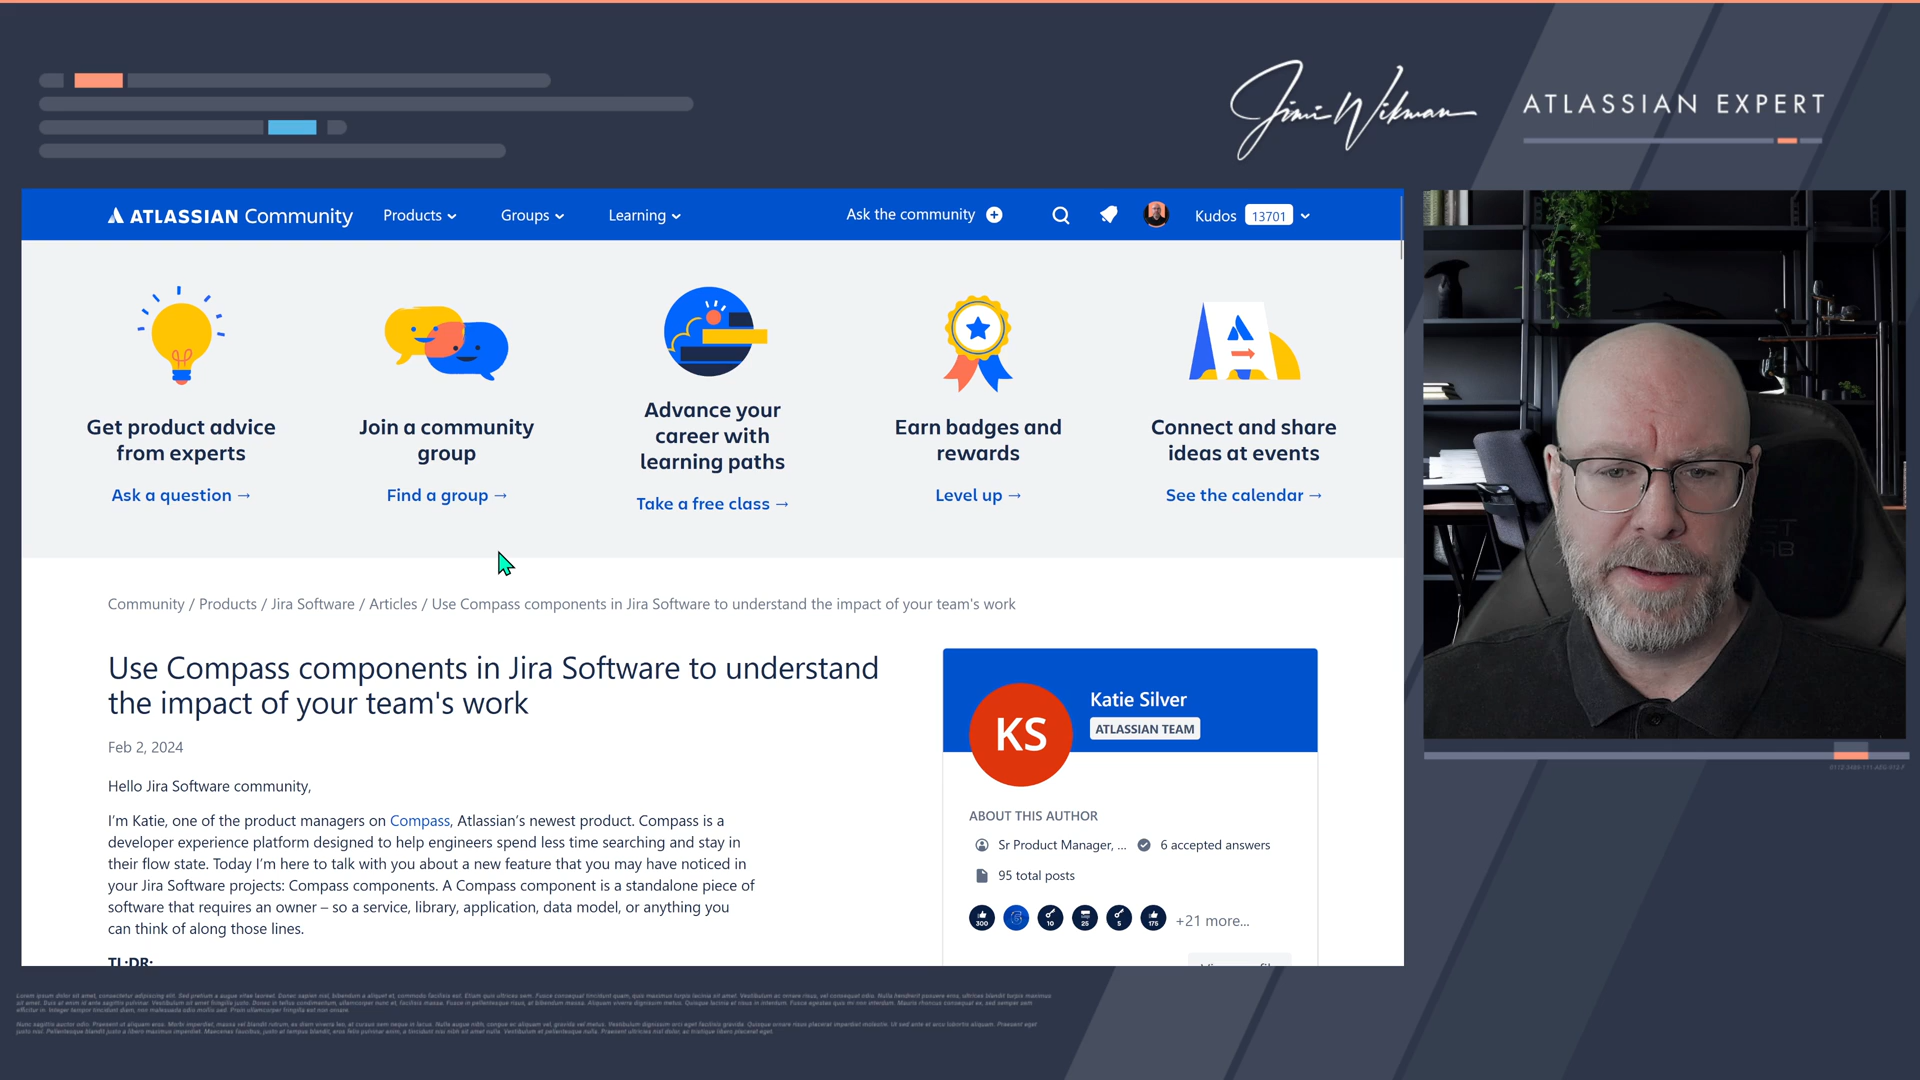 Jimi Wikman
ATLASSIAN EXPERT
ATLASSIAN Community
Products
Groups
Learning
Ask the community
Kudos 13701
Get product advice
from experts
Ask a question →
Join a community
group
Find a group →
Advance your
career with
learning paths
Take a free class →
Earn badges and
rewards
Level up →
Connect and share
ideas at events
See the calendar →
Community / Products / Jira Software / Articles / Use Compass components in Jira Software to understand the impact of your team's work
Use Compass components in Jira Software to understand
the impact of your team's work
Feb 2, 2024
Hello Jira Software community,
I'm Katie, one of the product managers on Compass, Atlassian's newest product. Compass is a
developer experience platform designed to help engineers spend less time searching and stay in
their flow state. Today I'm here to talk with you about a new feature that you may have noticed in
your Jira Software projects: Compass components. A Compass component is a standalone piece of
software that requires an owner – so a service, library, application, data model, or anything you
can think of along those lines.
TL;DR:
KS
Katie Silver
ATLASSIAN TEAM
ABOUT THIS AUTHOR
Sr Product Manager, ...
6 accepted answers
95 total posts
300
10
25
5
175
+21 more...